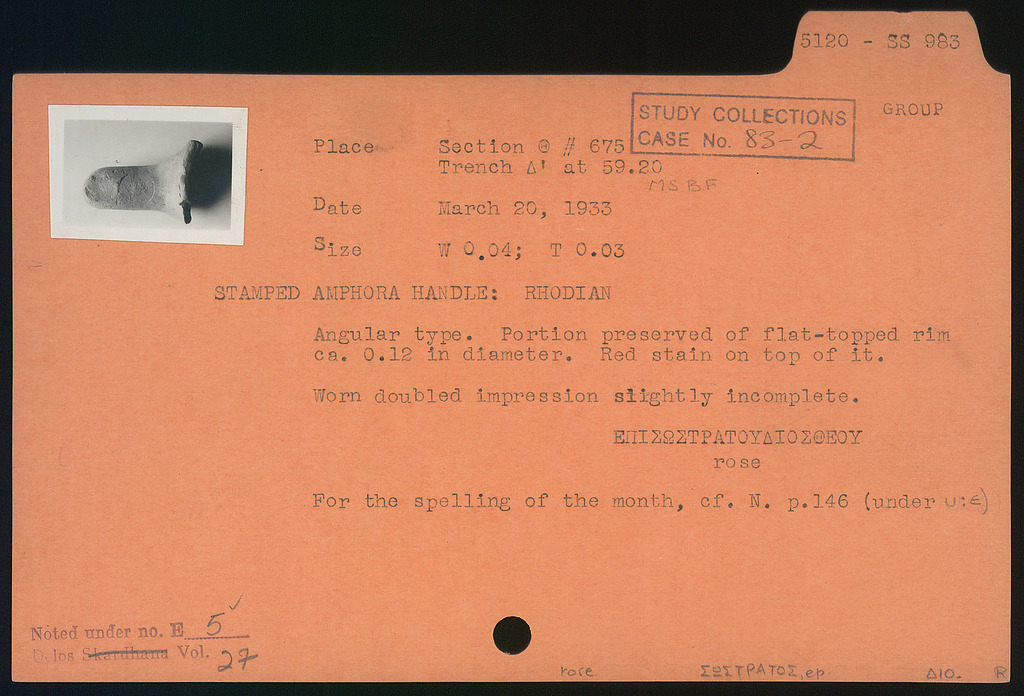 5120 - SS 983
GROUP
STUDY COLLECTIONS
CASE No. 83-2
Place Section Θ # 675
Trench Δ' at 59.20
MSBF
Date March 20, 1933
Size W 0.04; T 0.03
STAMPED AMPHORA HANDLE: RHODIAN
Angular type. Portion preserved of flat-topped rim
ca. 0.12 in diameter. Red stain on top of it.
Worn doubled impression slightly incomplete.
ΕΠΙΣΩΣΤΡΑΤΟΥΔΙΟΣΘΕΟΥ
rose
For the spelling of the month, cf. N. p.146 (under υ:ε)
Noted under no. E 5
Delos Skardhana Vol. 27
rose ΣΩΣΤΡΑΤΟΣ, ep. ΔΙΟ. R